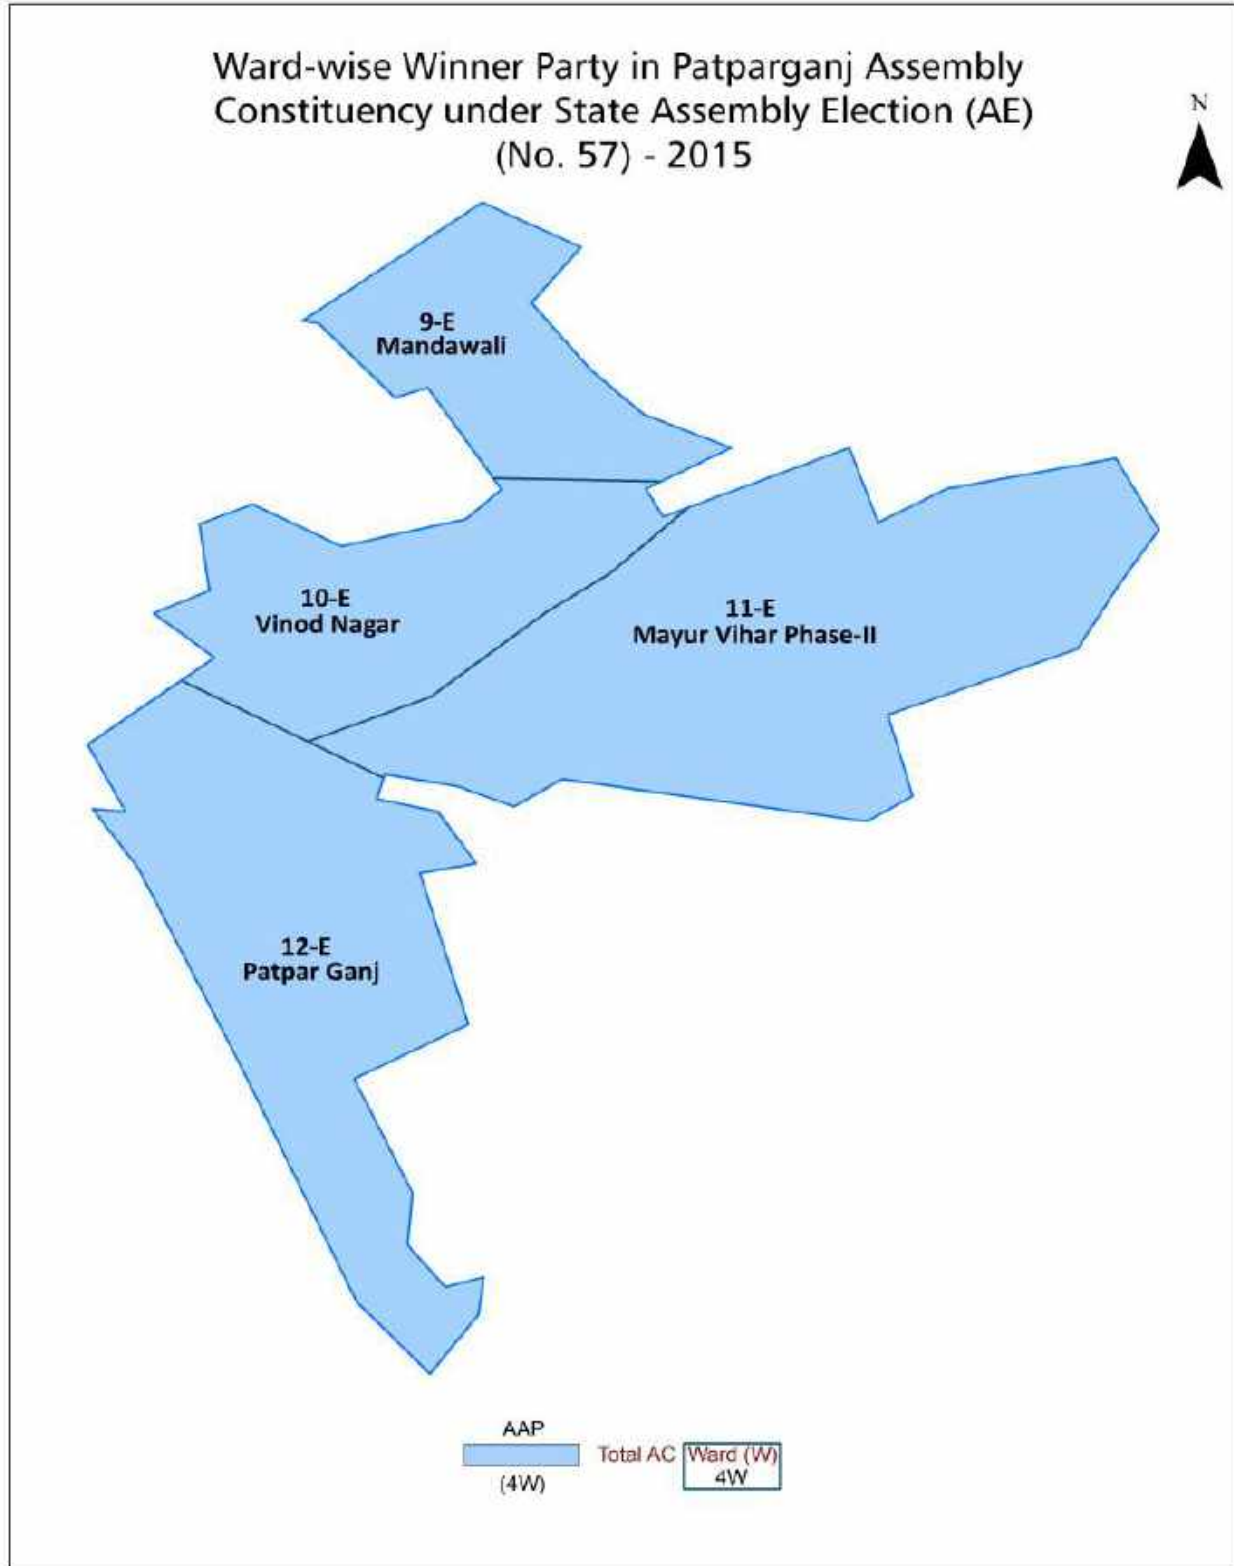 Ward-wise Winner Party in Patparganj Assembly
Constituency under State Assembly Election (AE)
(No. 57) - 2015
N
9-E
Mandawali
10-E
Vinod Nagar
11-E
Mayur Vihar Phase-II
12-E
Patpar Ganj
AAP
(4W)
Total AC
Ward (W)
4W